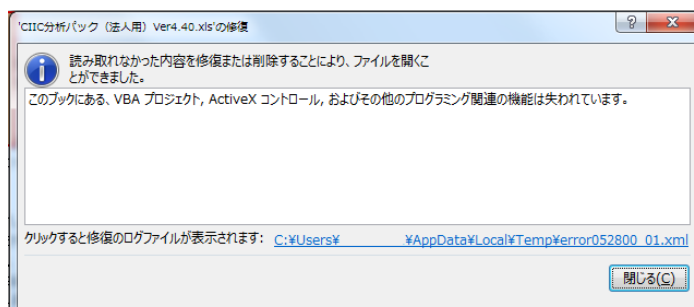 'CIIC分析パック（法人用）Ver4.40.xls'の修復
読み取れなかった内容を修復または削除することにより、ファイルを開くこ
とができました。
このブックにある、VBA プロジェクト, ActiveX コントロール, およびその他のプログラミング関連の機能は失われています。
クリックすると修復のログファイルが表示されます: C:¥Users¥ ¥AppData¥Local¥Temp¥error052800_01.xml
閉じる(C)